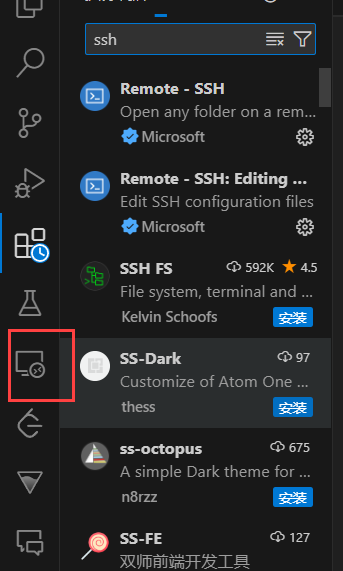 ssh
Remote - SSH
Open any folder on a rem...
Microsoft
Remote - SSH: Editing ...
Edit SSH configuration files
Microsoft
SSH FS 592K 4.5
File system, terminal and ...
Kelvin Schoofs 安装
SS-Dark 97
Customize of Atom One ...
thess 安装
ss-octopus 675
A simple Dark theme for ...
n8rzz 安装
SS-FE 127
双师前端开发工具